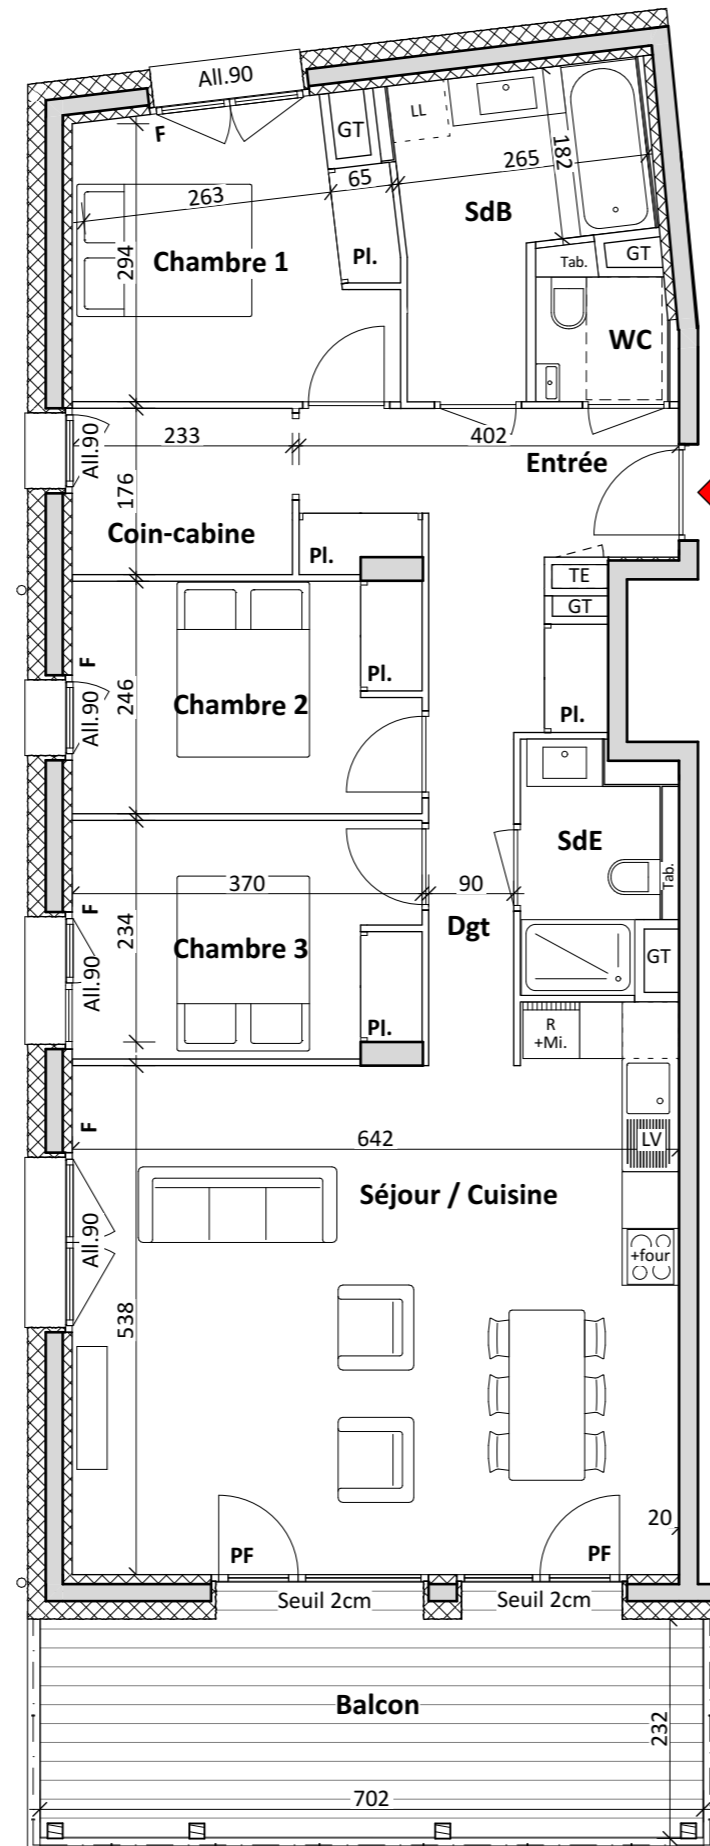 All.90
F
GT
LL
182
265
65
263
SdB
294
Chambre 1
Pl.
Tab.
GT
WC
All.90
233
402
Entrée
176
Coin-cabine
Pl.
TE
GT
F
Pl.
All.90
246
Chambre 2
Pl.
SdE
370
90
Tab.
F
234
Dgt
Chambre 3
All.90
GT
Pl.
R
+Mi.
F
642
LV
Séjour / Cuisine
All.90
+four
538
20
PF
PF
Seuil 2cm
Seuil 2cm
Balcon
232
702